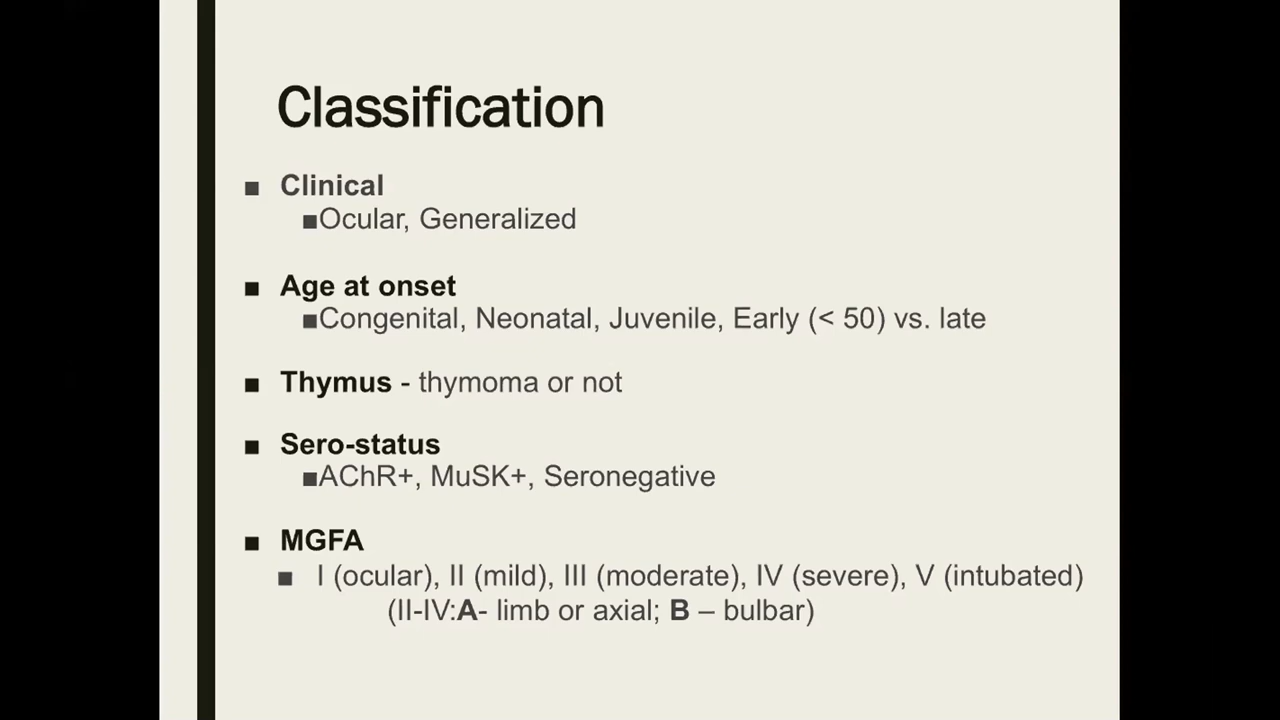 Classification
■ Clinical
■Ocular, Generalized
■ Age at onset
■Congenital, Neonatal, Juvenile, Early (< 50) vs. late
■ Thymus - thymoma or not
■ Sero-status
■AChR+, MuSK+, Seronegative
■ MGFA
■ I (ocular), II (mild), III (moderate), IV (severe), V (intubated)
(II-IV:A- limb or axial; B – bulbar)